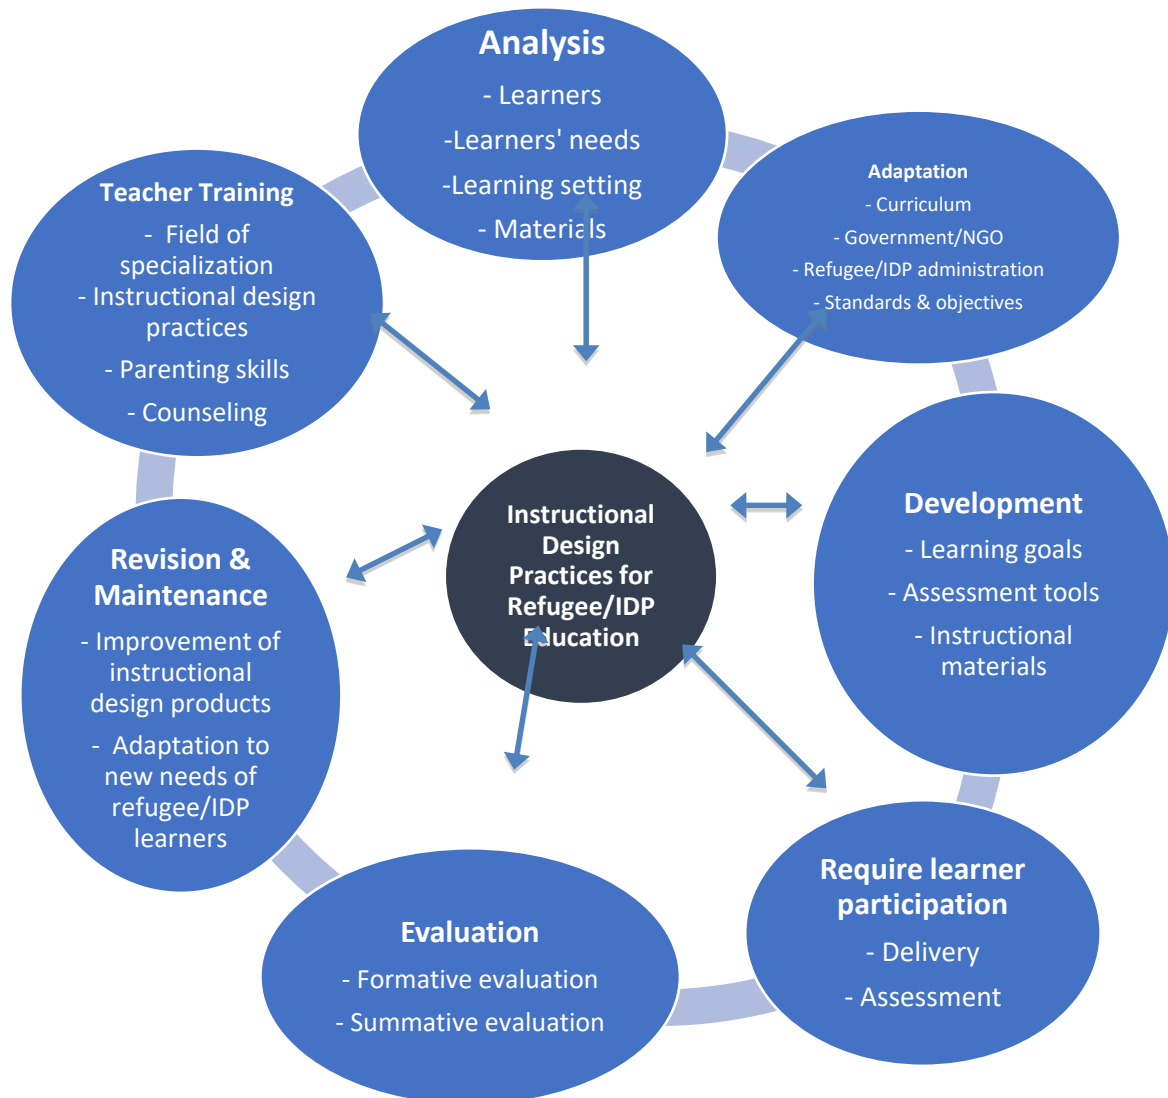 Analysis
- Learners
-Learners' needs
-Learning setting
- Materials
Adaptation
- Curriculum
- Government/NGO
- Refugee/IDP administration
- Standards & objectives
Development
- Learning goals
- Assessment tools
- Instructional
materials
Require learner
participation
- Delivery
- Assessment
Evaluation
- Formative evaluation
- Summative evaluation
Revision &
Maintenance
- Improvement of
instructional
design products
- Adaptation to
new needs of
refugee/IDP
learners
Teacher Training
- Field of
specialization
- Instructional design
practices
- Parenting skills
- Counseling
Instructional
Design
Practices for
Refugee/IDP
Education